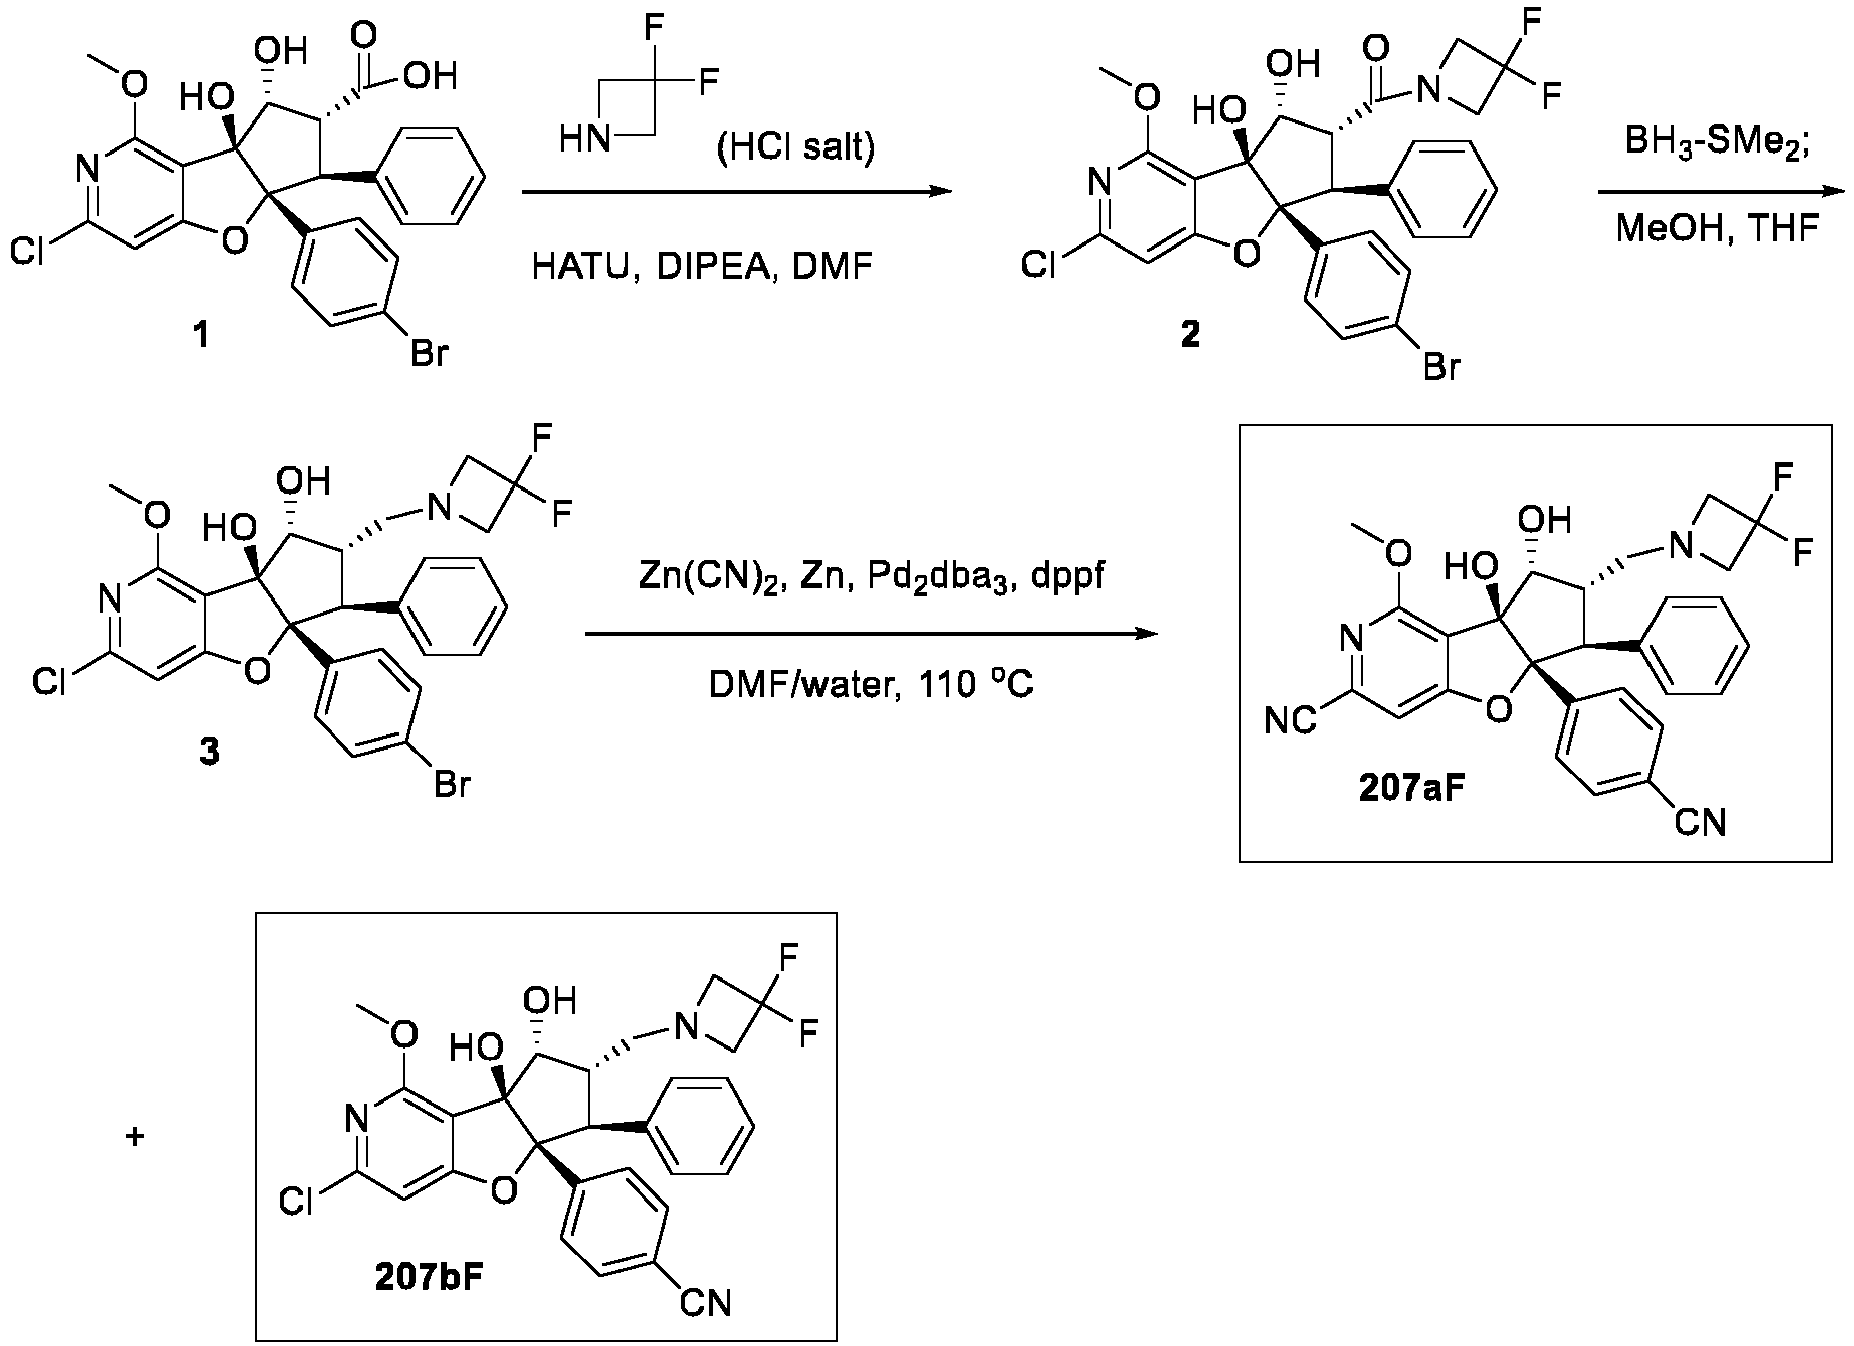 O
OH
OH
HO
O
N
Cl
O
Br
1
F
F
HN
(HCl salt)
HATU, DIPEA, DMF
O
N
F
F
OH
HO
O
N
Cl
O
Br
2
BH3-SMe2;
MeOH, THF
F
F
N
OH
HO
O
N
Cl
O
Br
3
Zn(CN)2, Zn, Pd2dba3, dppf
DMF/water, 110 oC
F
F
N
OH
HO
O
N
NC
O
CN
207aF
+
F
F
N
OH
HO
O
N
Cl
O
CN
207bF